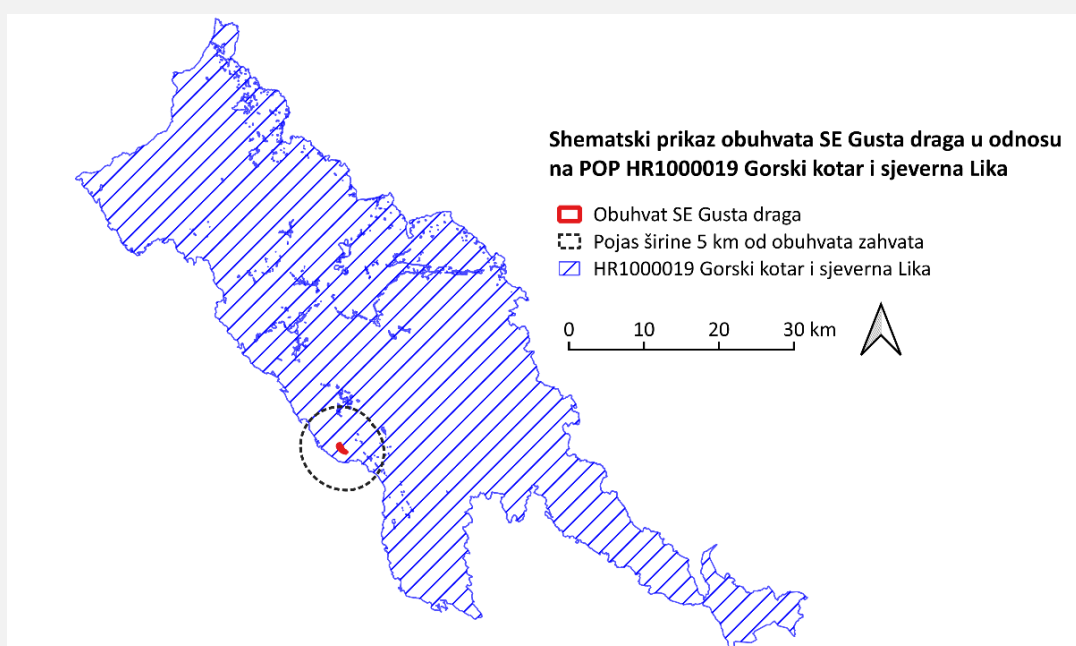 Shematski prikaz obuhvata SE Gusta draga u odnosu
na POP HR1000019 Gorski kotar i sjeverna Lika
Obuhvat SE Gusta draga
Pojas širine 5 km od obuhvata zahvata
HR1000019 Gorski kotar i sjeverna Lika
0 10 20 30 km